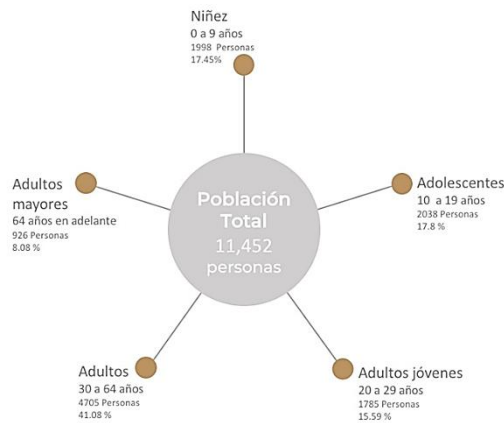 Niñez
0 a 9 años
1998 Personas
17.45%
Adolescentes
10 a 19 años
2038 Personas
17.8 %
Adultos jóvenes
20 a 29 años
1785 Personas
15.59 %
Adultos
30 a 64 años
4705 Personas
41.08 %
Adultos
mayores
64 años en adelante
926 Personas
8.08 %
Población
Total
11,452
personas